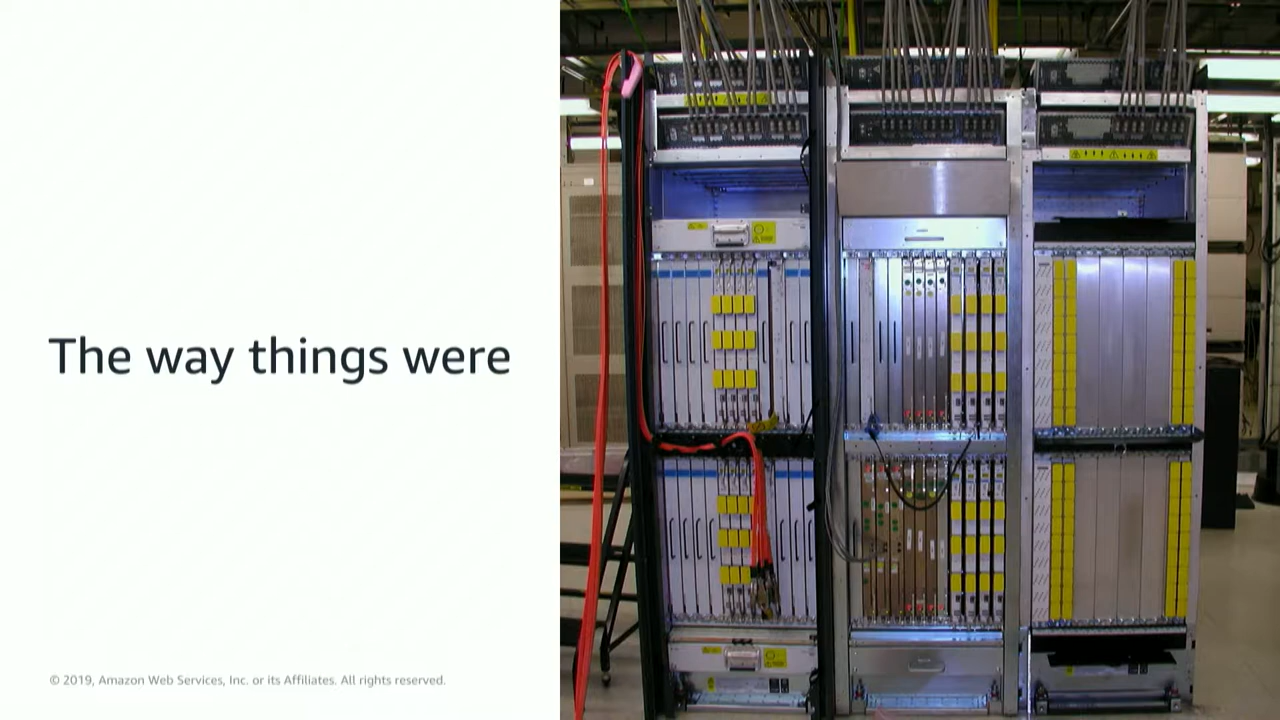 The way things were
© 2019, Amazon Web Services, Inc. or its Affiliates. All rights reserved.